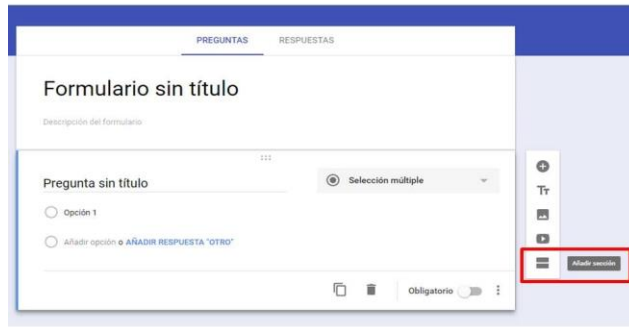 PREGUNTAS RESPUESTAS
Formulario sin título
Descripción del formulario
Pregunta sin título
Selección múltiple
Opción 1
Añadir opción o AÑADIR RESPUESTA "OTRO"
Tт
Añadir sección
Obligatorio